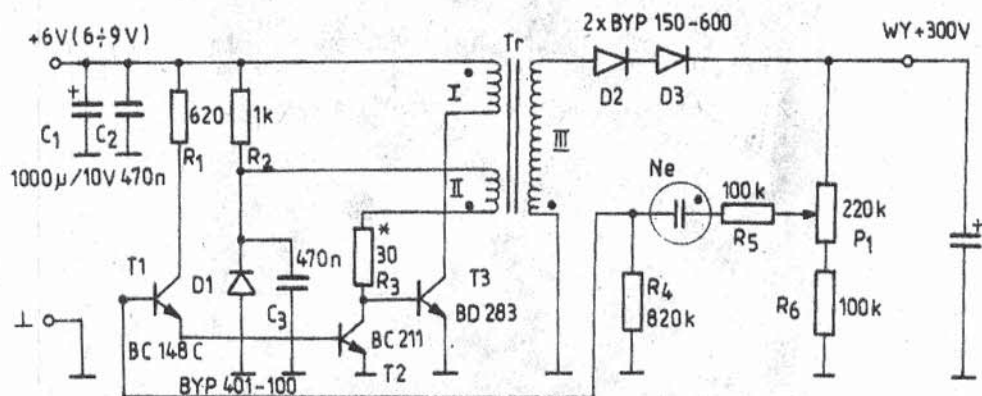 +6V(6÷9V)
2xBYP 150-600
WY+300V
Tr
D2
D3
+
C1
C2
620
R1
1k
R2
I
II
III
1000µ/10V 470n
Ne
100k
R5
220k
P1
*
30
R3
470n
C3
T1
D1
T3
BD 283
R4
820k
R6
100k
+
⊥
BC 148 C
BC 211
T2
BYP 401-100